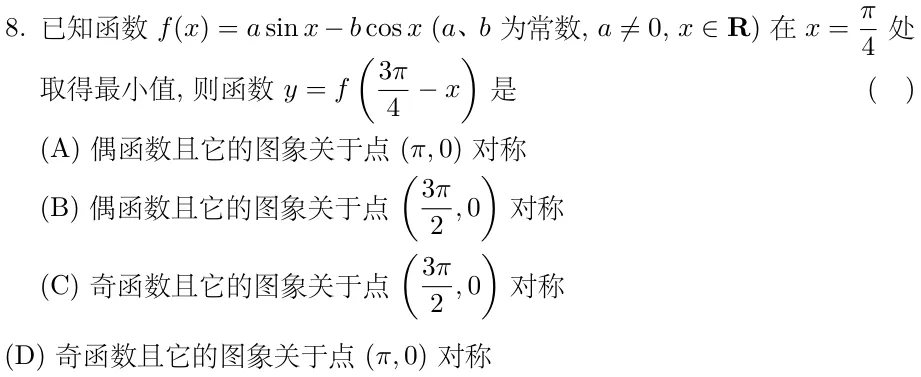 8. 已知函数 f(x) = a sin x − b cos x (a、b 为常数, a ≠ 0, x ∈ R) 在 x = π/4 处
取得最小值, 则函数 y = f(3π/4 − x) 是 ( )
(A) 偶函数且它的图象关于点 (π, 0) 对称
(B) 偶函数且它的图象关于点 (3π/2, 0) 对称
(C) 奇函数且它的图象关于点 (3π/2, 0) 对称
(D) 奇函数且它的图象关于点 (π, 0) 对称